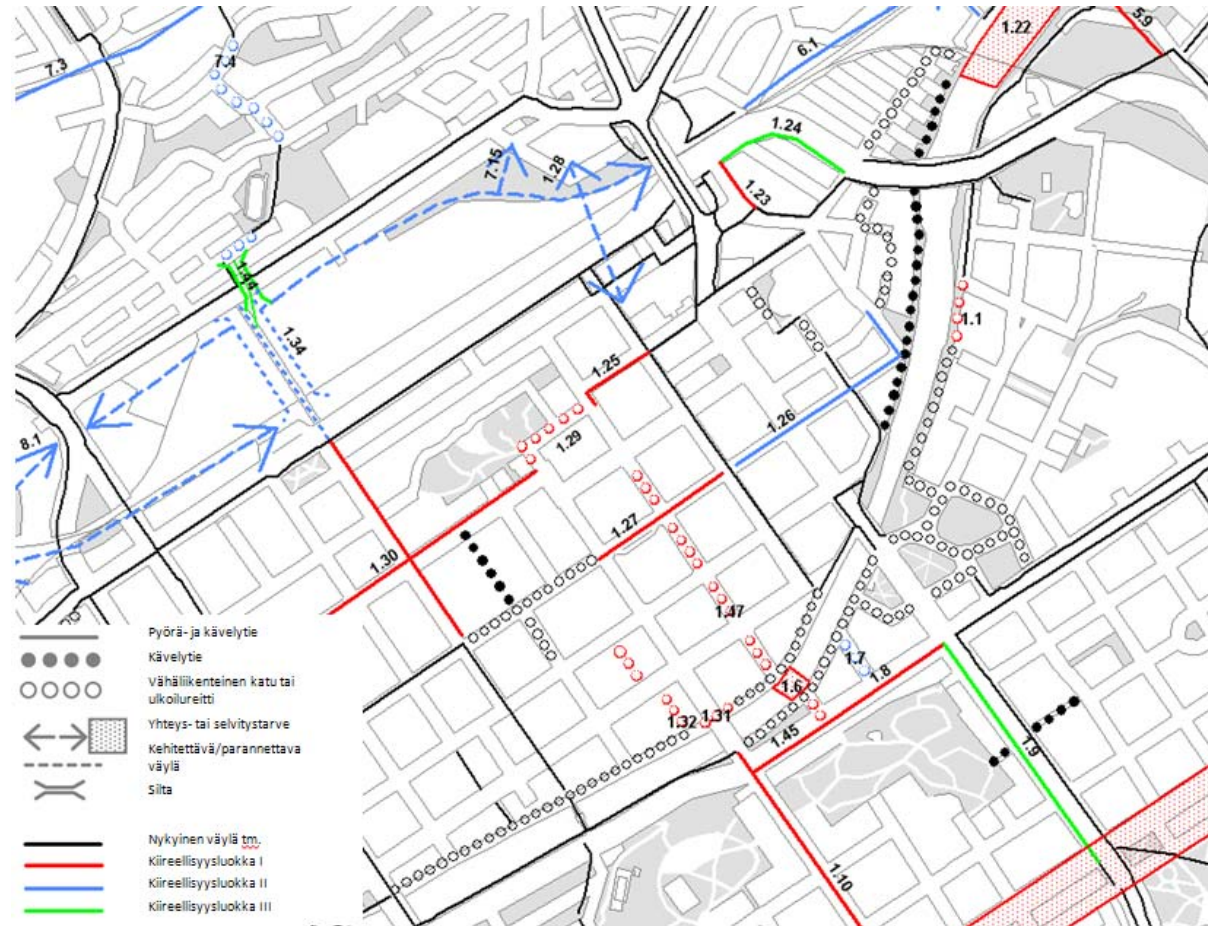 1.22
5.9
7.3
7.4
6.1
1.24
7.15
1.28
1.23
1.44
1.1
1.34
1.25
8.1
1.26
1.29
1.27
1.30
1.47
1.7
1.8
1.6
1.32
1.31
1.45
1.9
1.10
Pyörä- ja kävelytie
Kävelytie
Vähäliikenteinen katu tai
ulkoilureitti
Yhteys- tai selvitystarve
Kehitettävä/parannettava
väylä
Silta
Nykyinen väylä tm.
Kiireellisyysluokka I
Kiireellisyysluokka II
Kiireellisyysluokka III